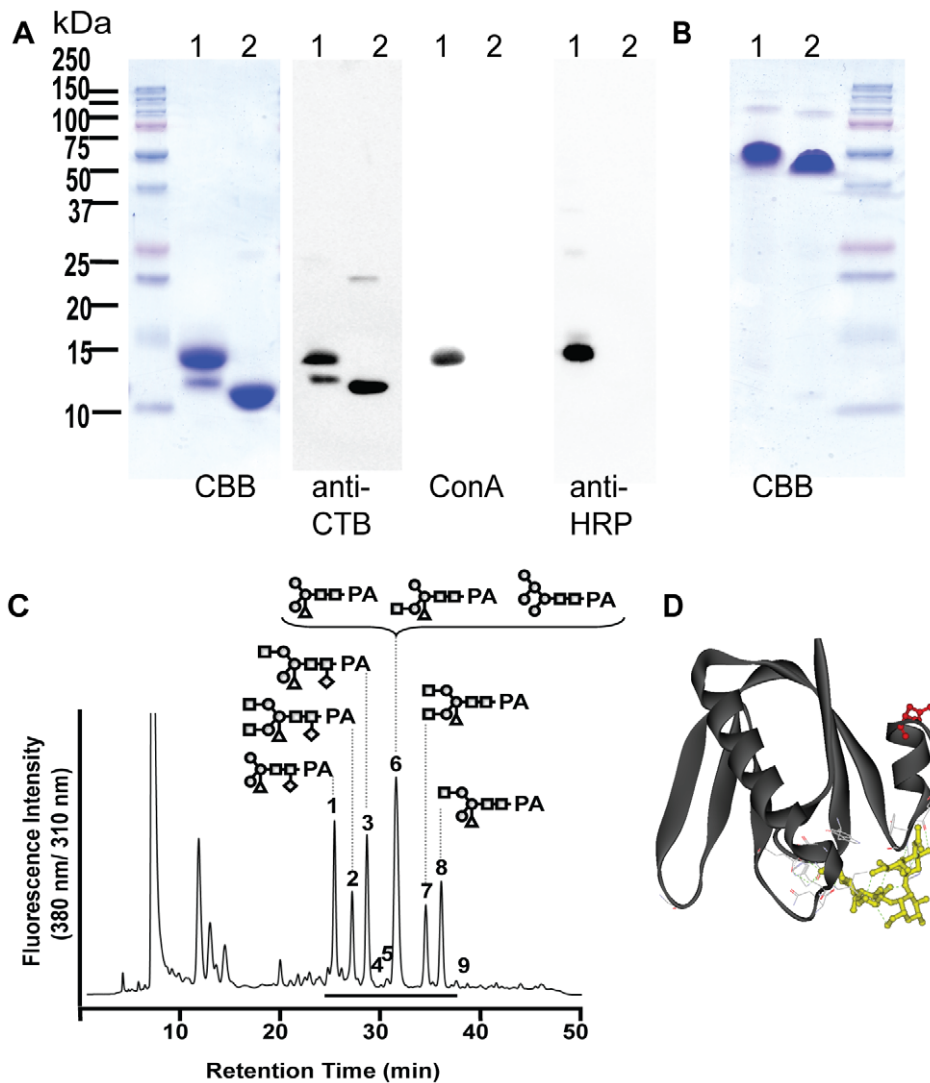 A
kDa
1 2
1 2
1 2
1 2
B
1 2
250
150
100
75
50
37
25
20
15
10
CBB
anti-
CTB
ConA
anti-
HRP
CBB
C
PA
PA
PA
PA
PA
PA
PA
PA
1
2
3
4
5
6
7
8
9
Fluorescence Intensity
(380 nm/ 310 nm)
10 20 30 40 50
Retention Time (min)
D